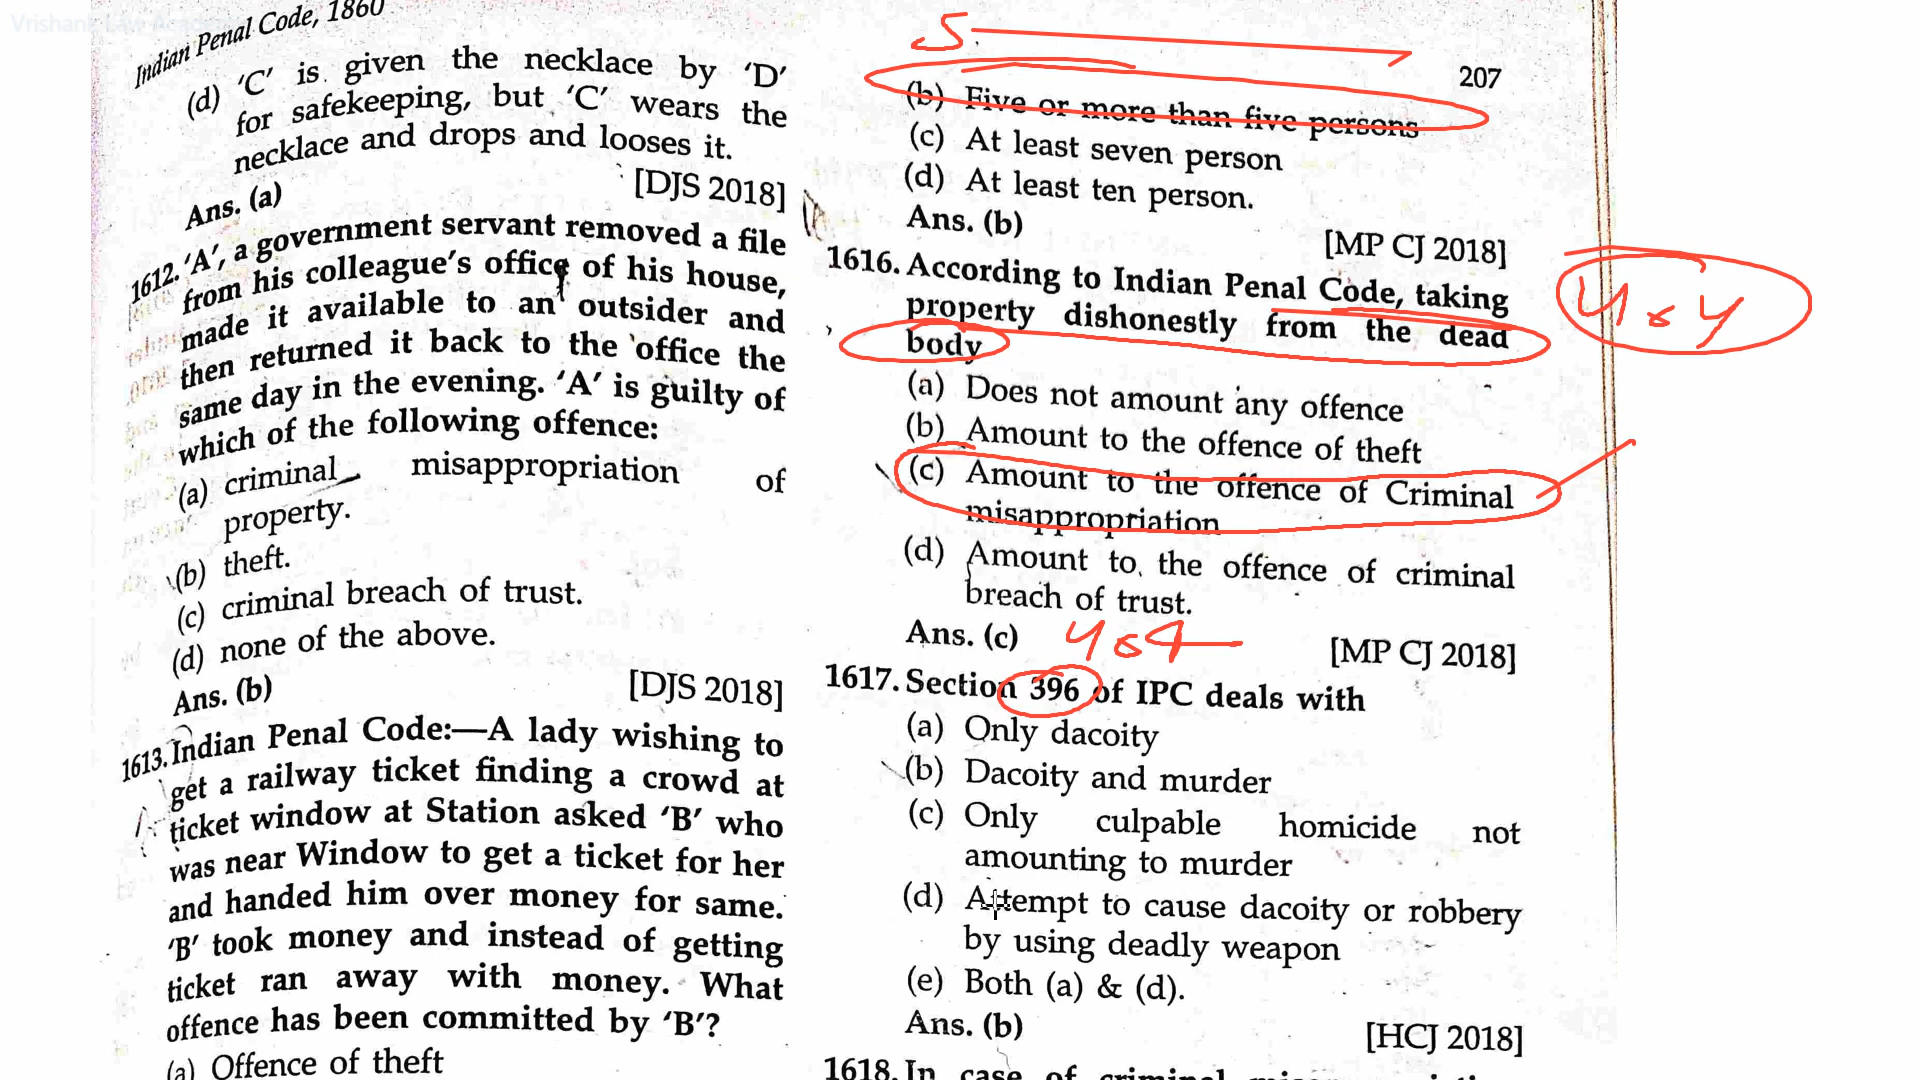 Vrishank Law Aca
Indian Penal Code, 1860
(d) 'C' is given the necklace by 'D'
for safekeeping, but 'C' wears the
necklace and drops and looses it.
Ans. (a)
[DJS 2018]
1612. 'A', a government servant removed a file
from his colleague's office of his house,
made it available to an outsider and
then returned it back to the office the
same day in the evening. 'A' is guilty of
which of the following offence:
(a) criminal misappropriation of
property.
(b) theft.
(c) criminal breach of trust.
(d) none of the above.
Ans. (b)
[DJS 2018]
1613. Indian Penal Code:—A lady wishing to
get a railway ticket finding a crowd at
ticket window at Station asked 'B' who
was near Window to get a ticket for her
and handed him over money for same.
'B' took money and instead of getting
ticket ran away with money. What
offence has been committed by 'B'?
(a) Offence of theft
5
207
(b) Five or more than five persons
(c) At least seven person
(d) At least ten person.
Ans. (b)
[MP CJ 2018]
1616. According to Indian Penal Code, taking
property dishonestly from the dead
body
(a) Does not amount any offence
(b) Amount to the offence of theft
(c) Amount to the offence of Criminal
misappropriation
(d) Amount to the offence of criminal
breach of trust.
Ans. (c) 404
[MP CJ 2018]
404
1617. Section 396 of IPC deals with
(a) Only dacoity
(b) Dacoity and murder
(c) Only culpable homicide not
amounting to murder
(d) Attempt to cause dacoity or robbery
by using deadly weapon
(e) Both (a) & (d).
Ans. (b)
[HCJ 2018]
1618. In case of criminal